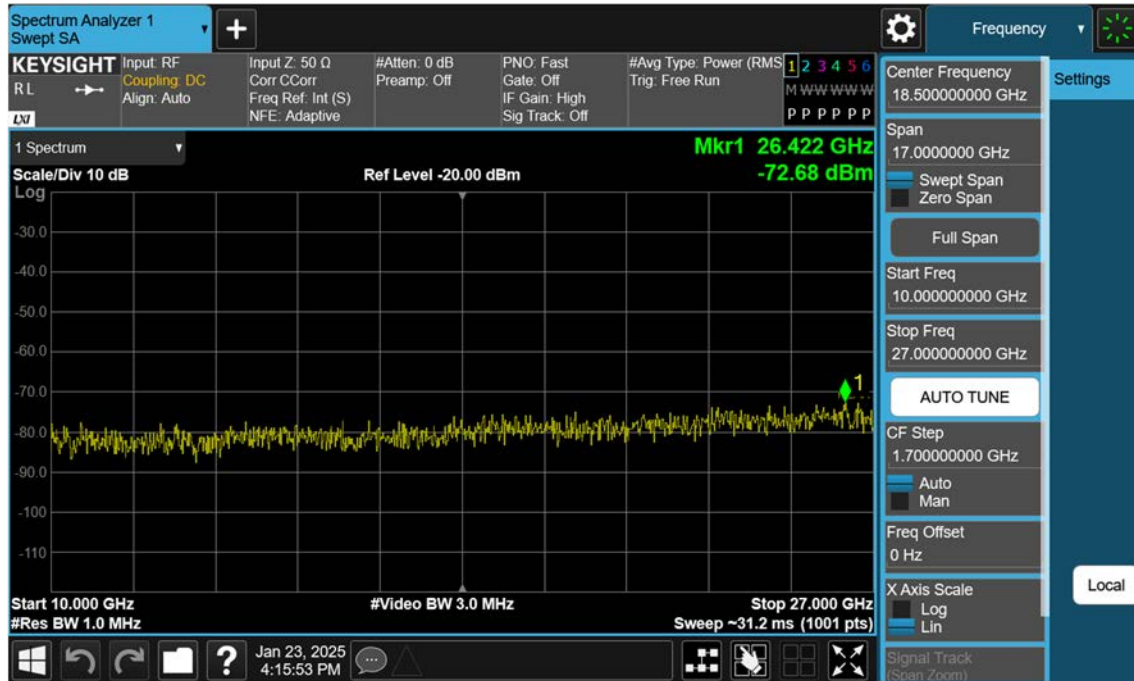 Spectrum Analyzer 1
Swept SA
Frequency
KEYSIGHT
RL
LXI
Input: RF
Coupling: DC
Align: Auto
Input Z: 50 Ω
Corr CCorr
Freq Ref: Int (S)
NFE: Adaptive
#Atten: 0 dB
Preamp: Off
PNO: Fast
Gate: Off
IF Gain: High
Sig Track: Off
#Avg Type: Power (RMS
Trig: Free Run
1 2 3 4 5 6
M W W W W W
P P P P P P
1 Spectrum
Scale/Div 10 dB
Ref Level -20.00 dBm
Mkr1 26.422 GHz
-72.68 dBm
Log
-30.0
-40.0
-50.0
-60.0
-70.0
-80.0
-90.0
-100
-110
1
Start 10.000 GHz
#Res BW 1.0 MHz
#Video BW 3.0 MHz
Stop 27.000 GHz
Sweep ~31.2 ms (1001 pts)
Center Frequency
18.500000000 GHz
Span
17.0000000 GHz
Swept Span
Zero Span
Full Span
Start Freq
10.000000000 GHz
Stop Freq
27.000000000 GHz
AUTO TUNE
CF Step
1.700000000 GHz
Auto
Man
Freq Offset
0 Hz
X Axis Scale
Log
Lin
Signal Track
(Span Zoom)
Settings
Local
?
Jan 23, 2025
4:15:53 PM